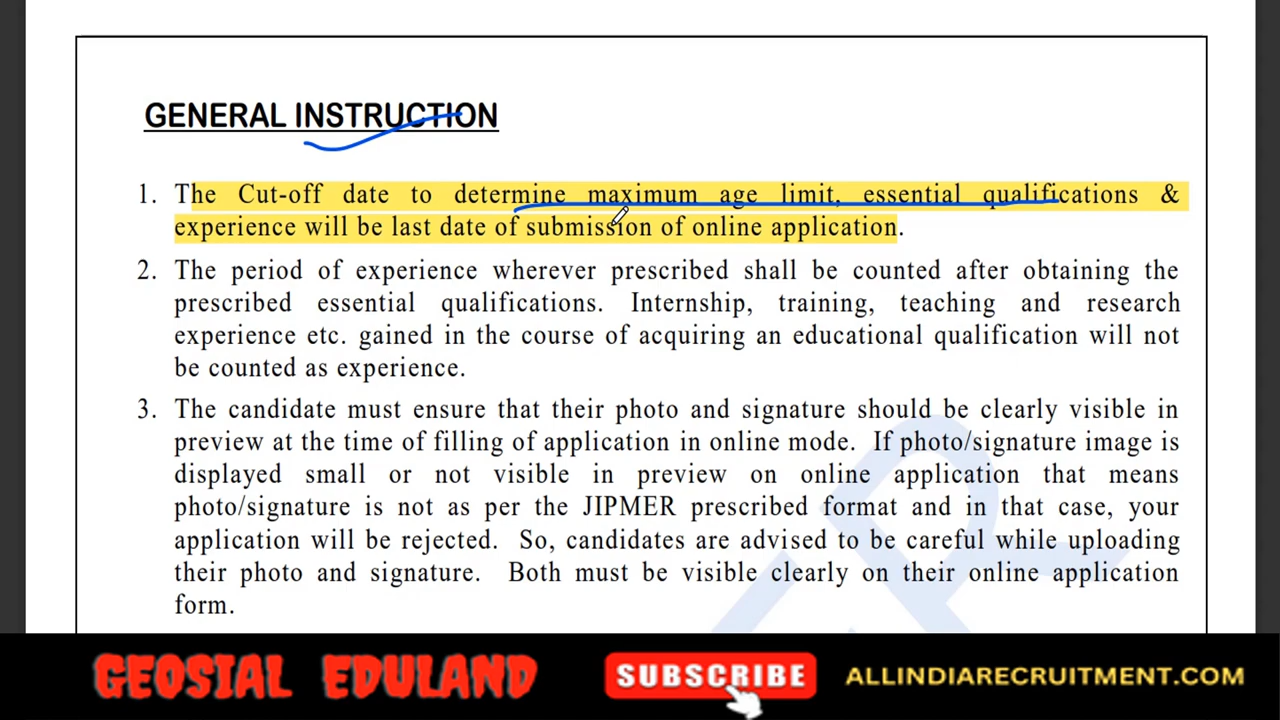 GENERAL INSTRUCTION
1. The Cut-off date to determine maximum age limit, essential qualifications &
experience will be last date of submission of online application.
2. The period of experience wherever prescribed shall be counted after obtaining the
prescribed essential qualifications. Internship, training, teaching and research
experience etc. gained in the course of acquiring an educational qualification will not
be counted as experience.
3. The candidate must ensure that their photo and signature should be clearly visible in
preview at the time of filling of application in online mode. If photo/signature image is
displayed small or not visible in preview on online application that means
photo/signature is not as per the JIPMER prescribed format and in that case, your
application will be rejected. So, candidates are advised to be careful while uploading
their photo and signature. Both must be visible clearly on their online application
form.
GEOSIAL EDULAND
SUBSCRIBE
ALLINDIARECRUITMENT.COM